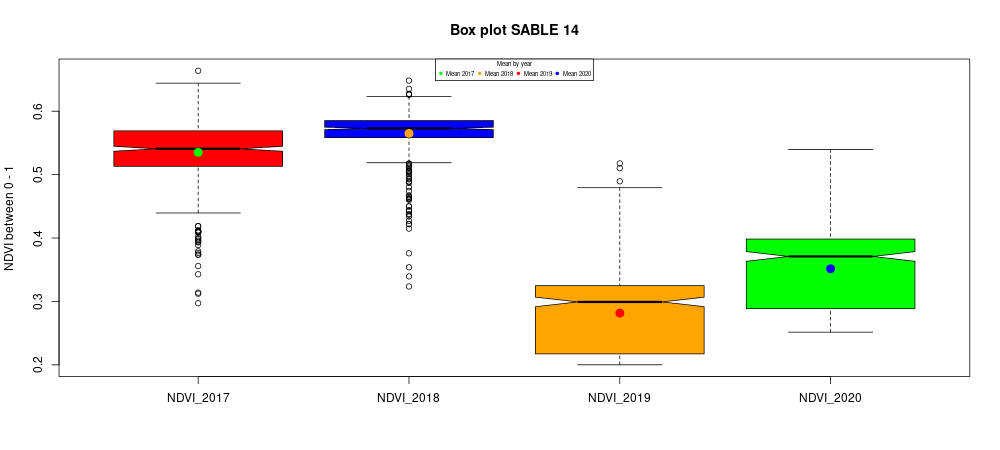 Box plot SABLE 14
Mean by year
Mean 2017 Mean 2018 Mean 2019 Mean 2020
NDVI between 0 - 1
0.6
0.5
0.4
0.3
0.2
NDVI_2017 NDVI_2018 NDVI_2019 NDVI_2020